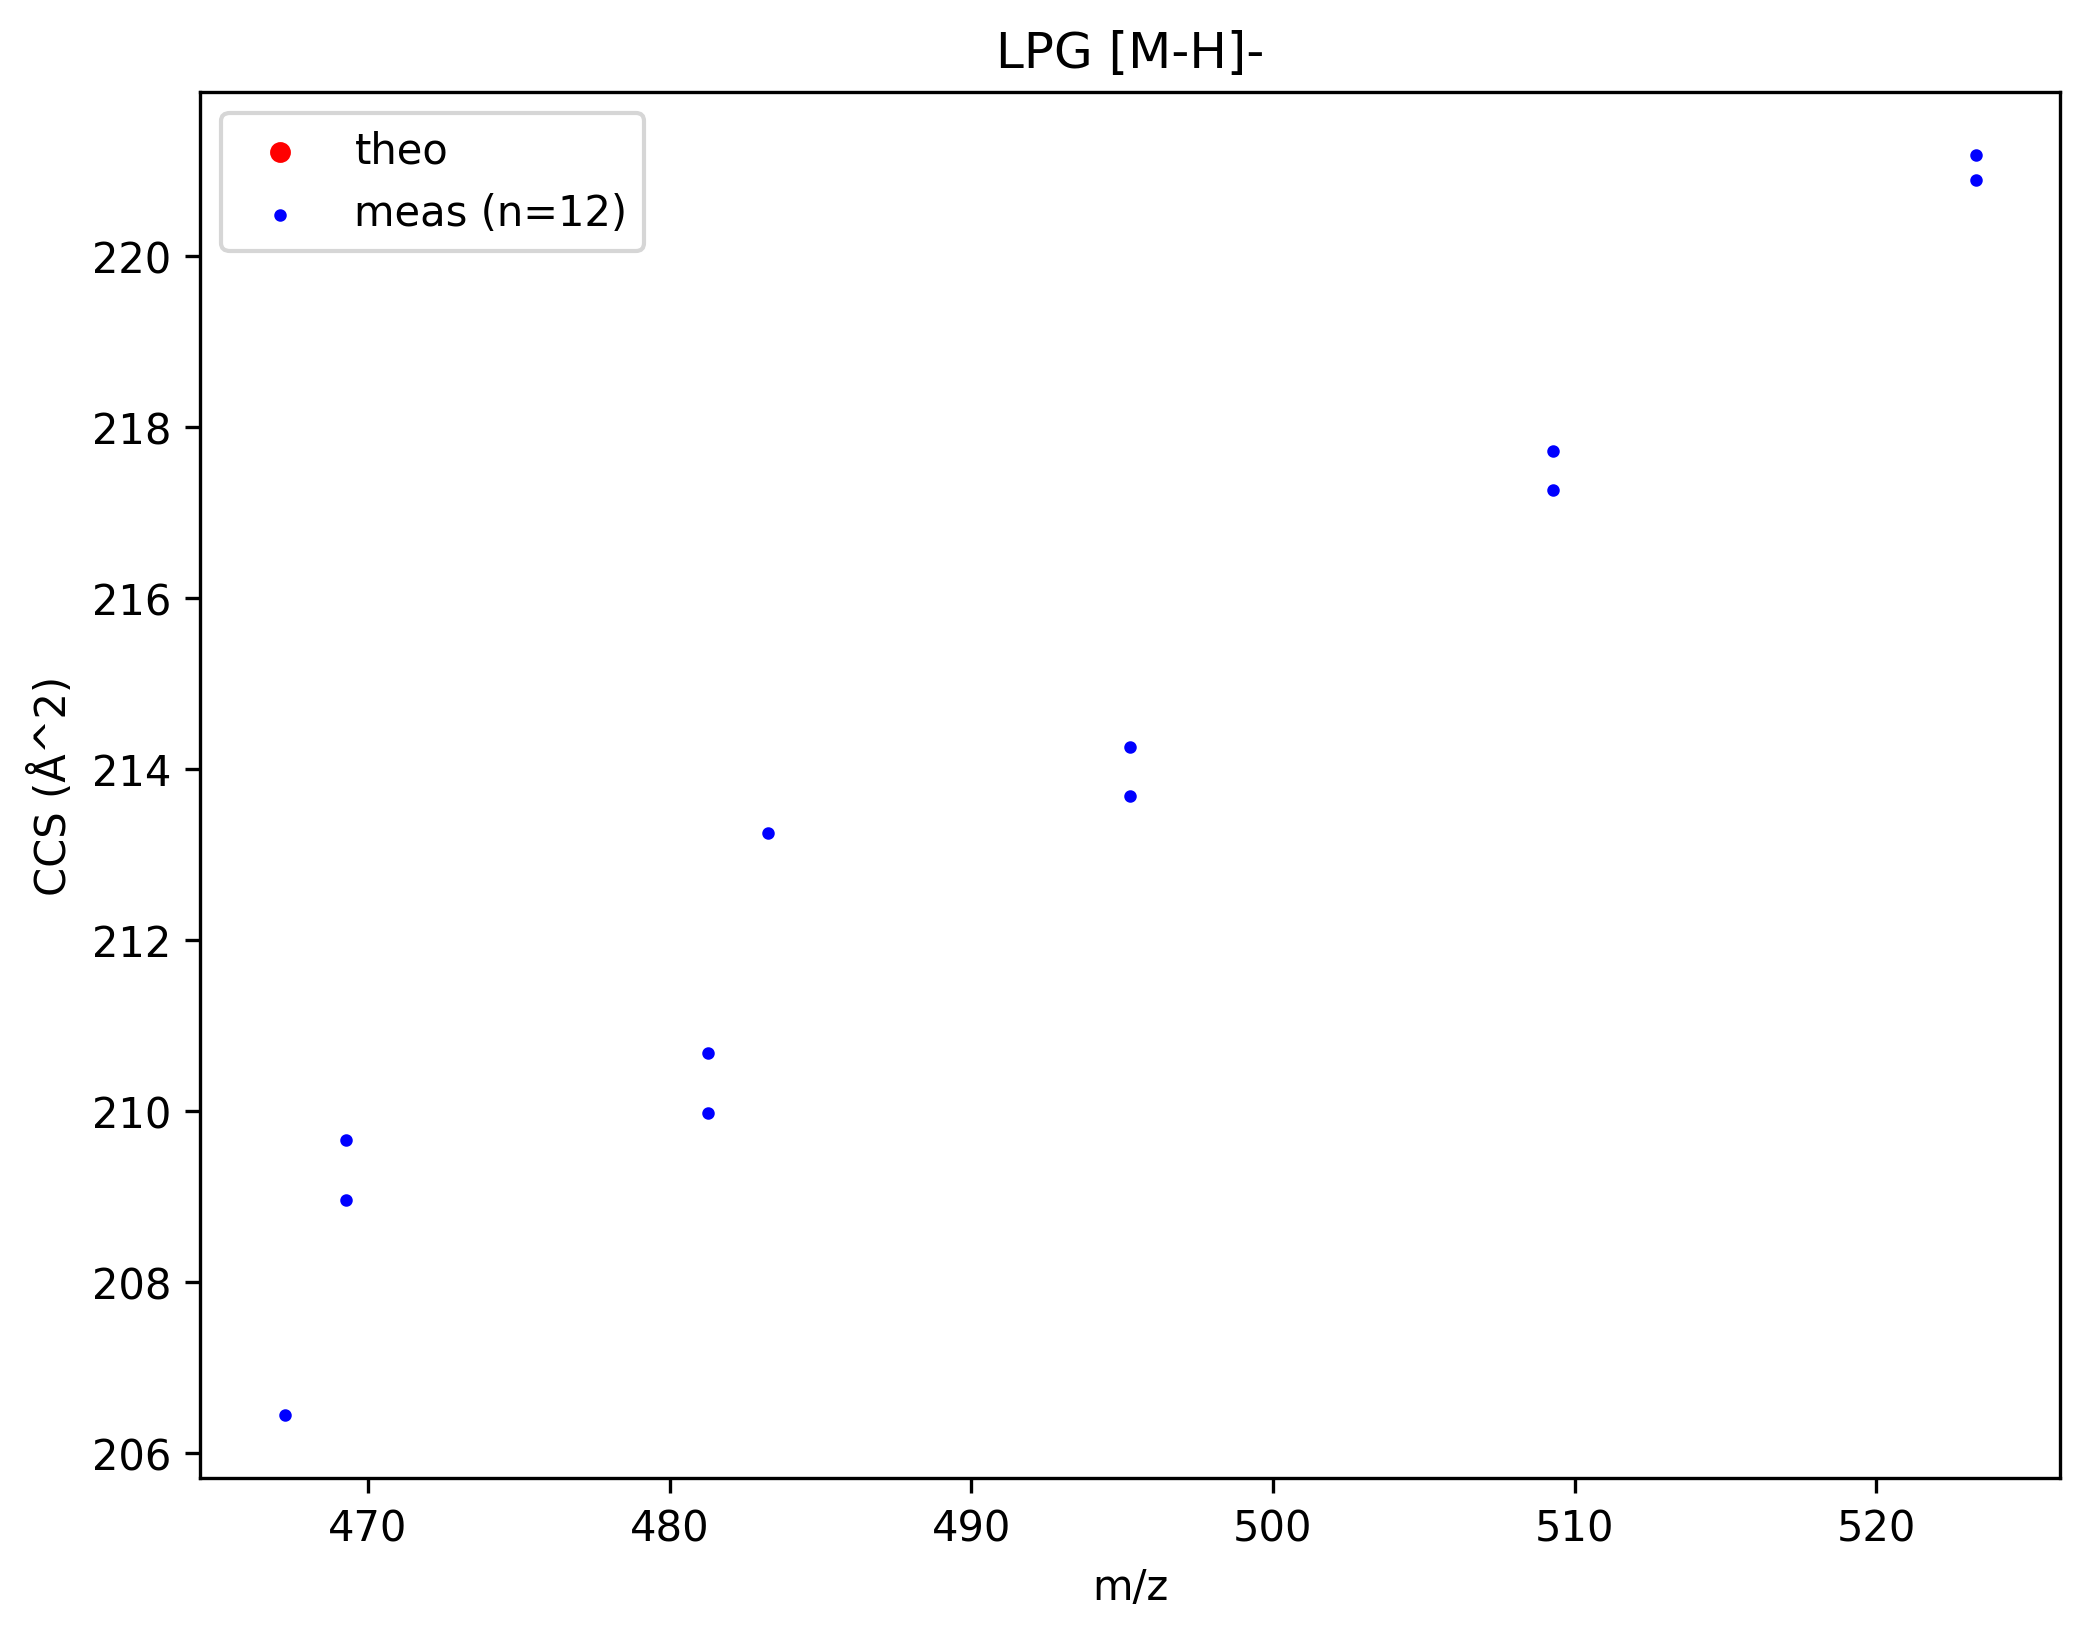 LPG [M-H]-
theo
meas (n=12)
220
218
216
214
212
210
208
206
CCS (Å^2)
470 480 490 500 510 520
m/z